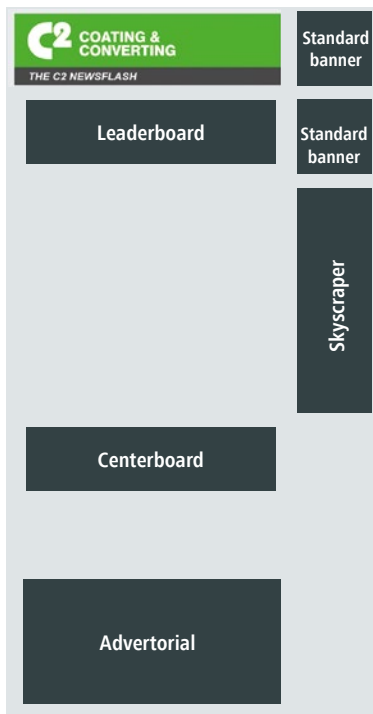 C2 COATING &
CONVERTING
THE C2 NEWSFLASH
Standard
banner
Leaderboard
Standard
banner
Skyscraper
Centerboard
Advertorial